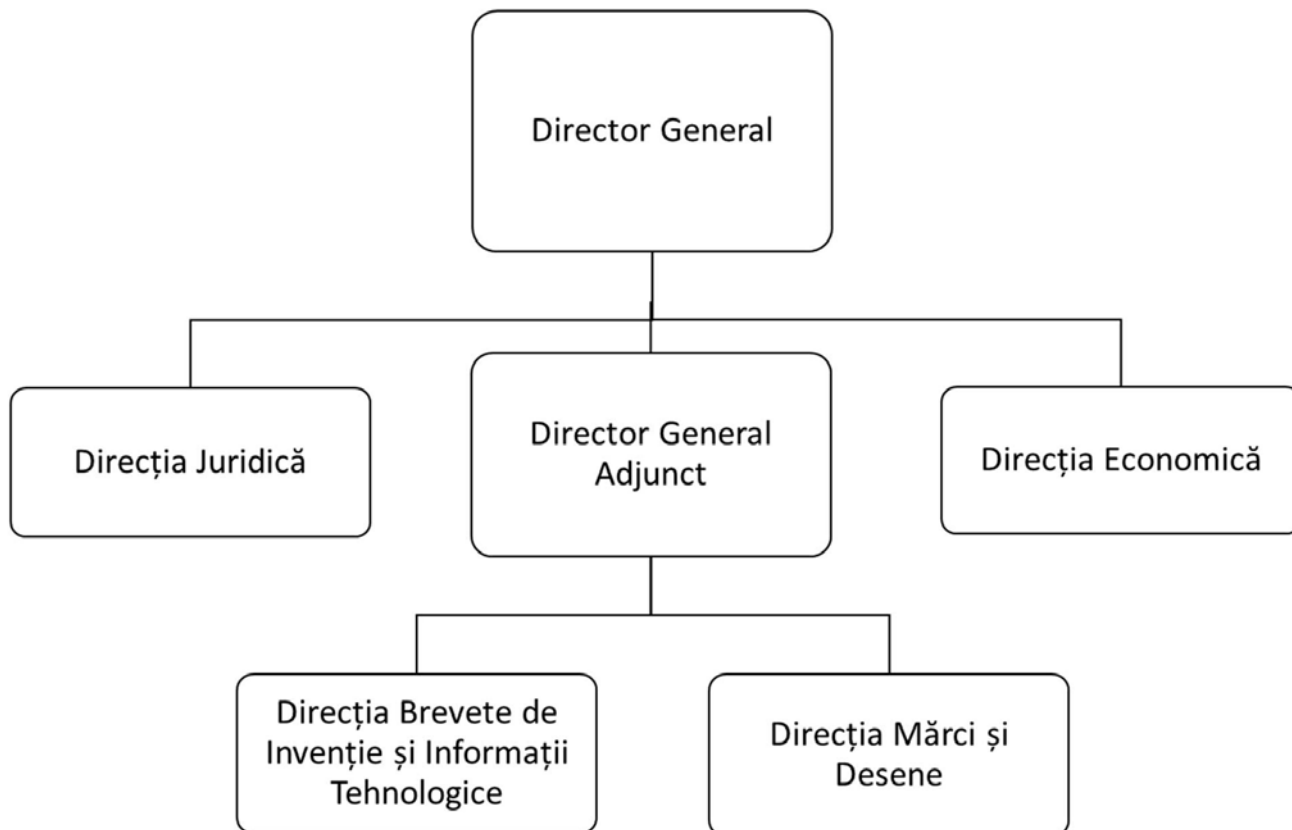 Director General
Direcția Juridică
Director General
Adjunct
Direcția Economică
Direcția Brevete de
Invenție și Informații
Tehnologice
Direcția Mărci și
Desene